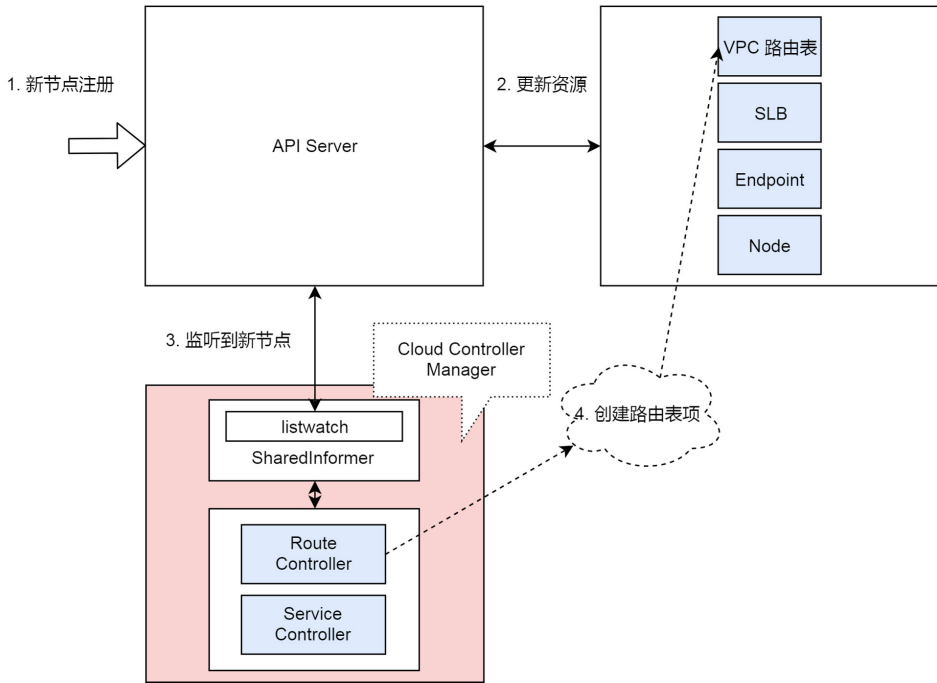 1. 新节点注册
API Server
2. 更新资源
VPC 路由表
SLB
Endpoint
Node
3. 监听到新节点
Cloud Controller
Manager
listwatch
SharedInformer
4. 创建路由表项
Route
Controller
Service
Controller